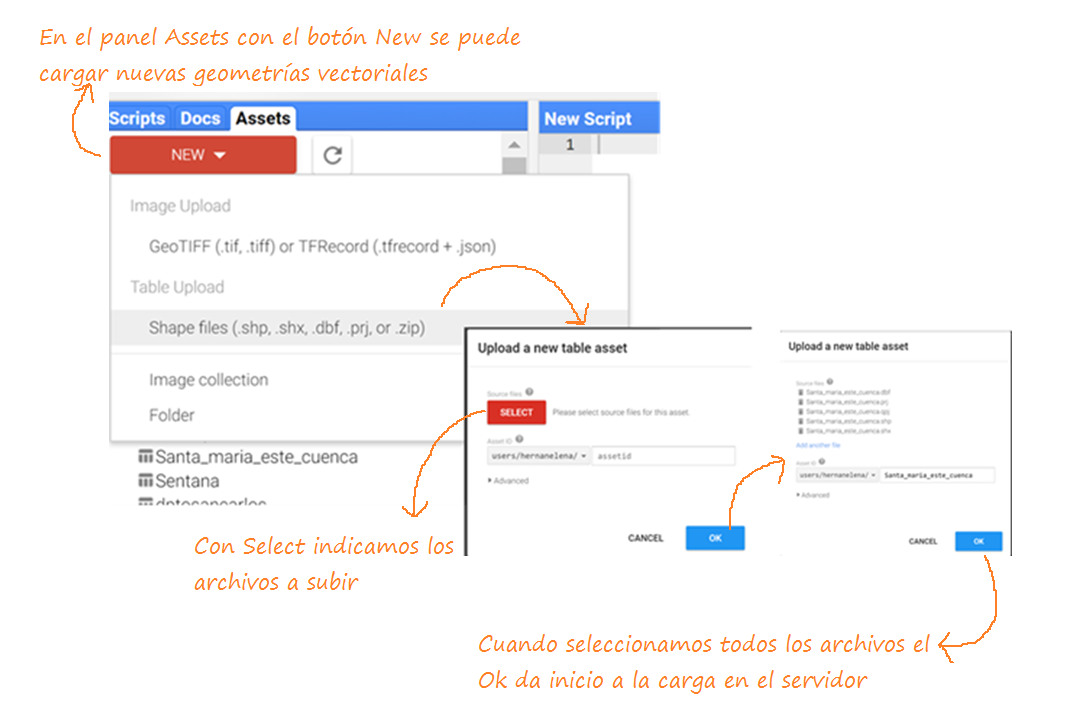 En el panel Assets con el botón New se puede
cargar nuevas geometrías vectoriales
Scripts Docs Assets
New Script
NEW
1
Image Upload
GeoTIFF (.tif, .tiff) or TFRecord (.tfrecord + .json)
Table Upload
Shape files (.shp, .shx, .dbf, .prj, or .zip)
Image collection
Folder
Santa_maria_este_cuenca
Sentana
dptosancarlos
Upload a new table asset
Source files
SELECT
Please select source files for this asset.
Asset ID
users/hernanelena/
assetid
Advanced
CANCEL
OK
Upload a new table asset
Source files
Santa_maria_este_cuenca.dbf
Santa_maria_este_cuenca.prj
Santa_maria_este_cuenca.qpj
Santa_maria_este_cuenca.shp
Santa_maria_este_cuenca.shx
Add another file
Asset ID
users/hernanelena/
Santa_maria_este_cuenca
Advanced
CANCEL
OK
Con Select indicamos los
archivos a subir
Cuando seleccionamos todos los archivos el
Ok da inicio a la carga en el servidor